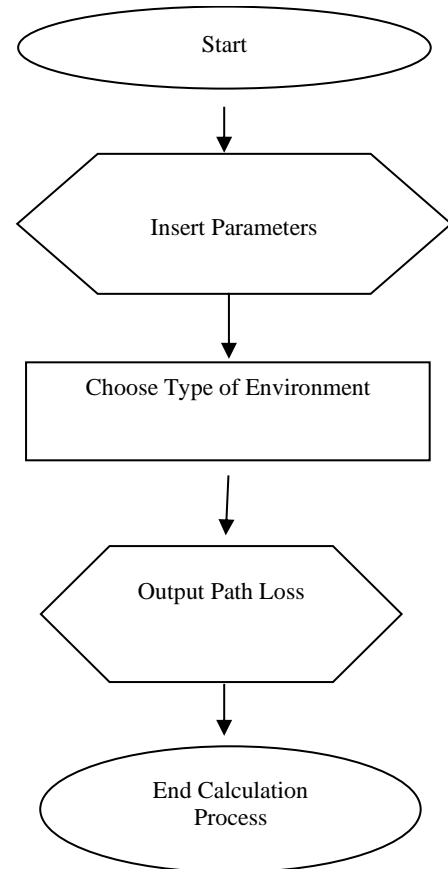 Start
Insert Parameters
Choose Type of Environment
Output Path Loss
End Calculation
Process